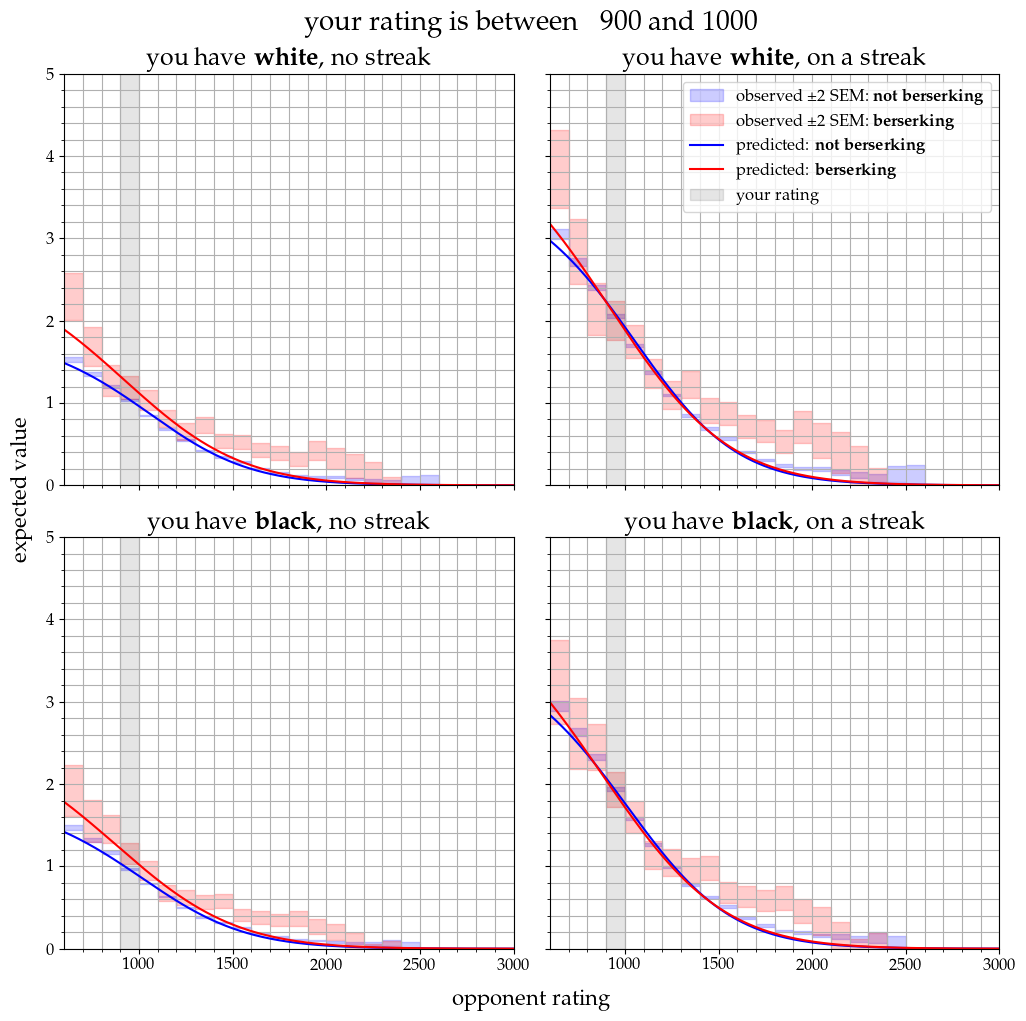 your rating is between 900 and 1000
you have white, no streak
you have white, on a streak
5
4
3
2
1
0
observed ±2 SEM: not berserking
observed ±2 SEM: berserking
predicted: not berserking
predicted: berserking
your rating
expected value
you have black, no streak
you have black, on a streak
5
4
3
2
1
0
1000 1500 2000 2500 3000
1000 1500 2000 2500 3000
opponent rating